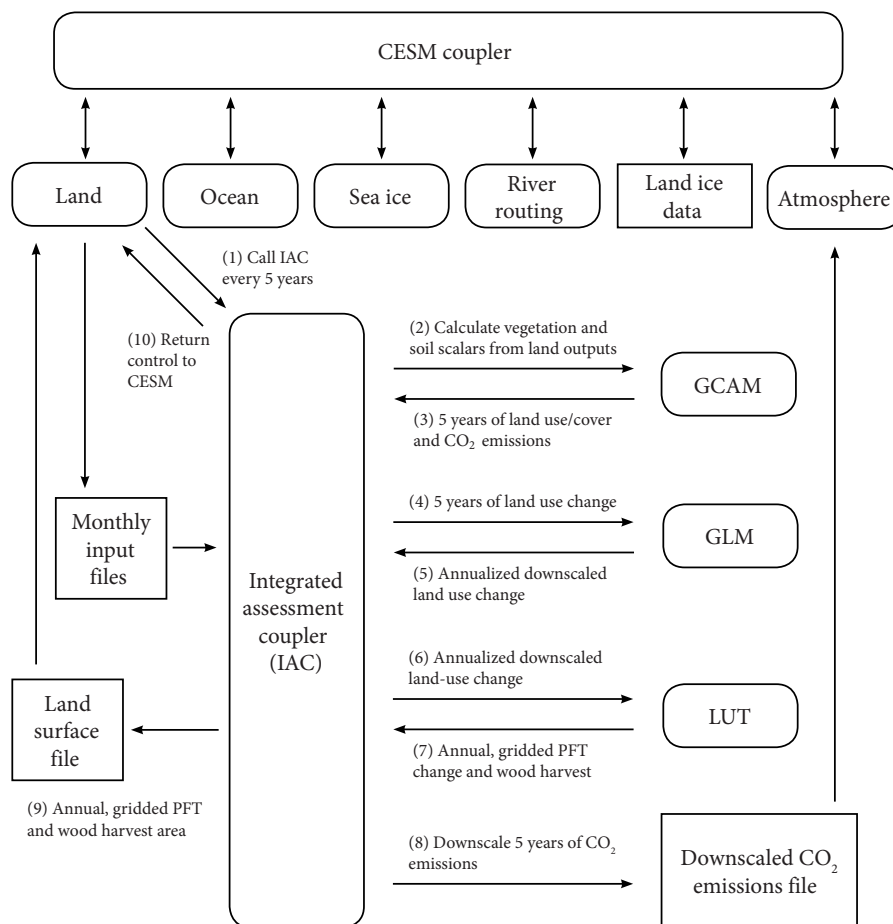 CESM coupler
Land
Ocean
Sea ice
River
routing
Land ice
data
Atmosphere
(1) Call IAC
every 5 years
(10) Return
control to
CESM
(2) Calculate vegetation and
soil scalars from land outputs
GCAM
(3) 5 years of land use/cover
and CO₂ emissions
Monthly
input
files
(4) 5 years of land use change
GLM
(5) Annualized downscaled
land use change
Integrated
assessment
coupler
(IAC)
(6) Annualized downscaled
land-use change
LUT
(7) Annual, gridded PFT
change and wood harvest
Land
surface
file
(9) Annual, gridded PFT
and wood harvest area
(8) Downscale 5 years of CO₂
emissions
Downscaled CO₂
emissions file